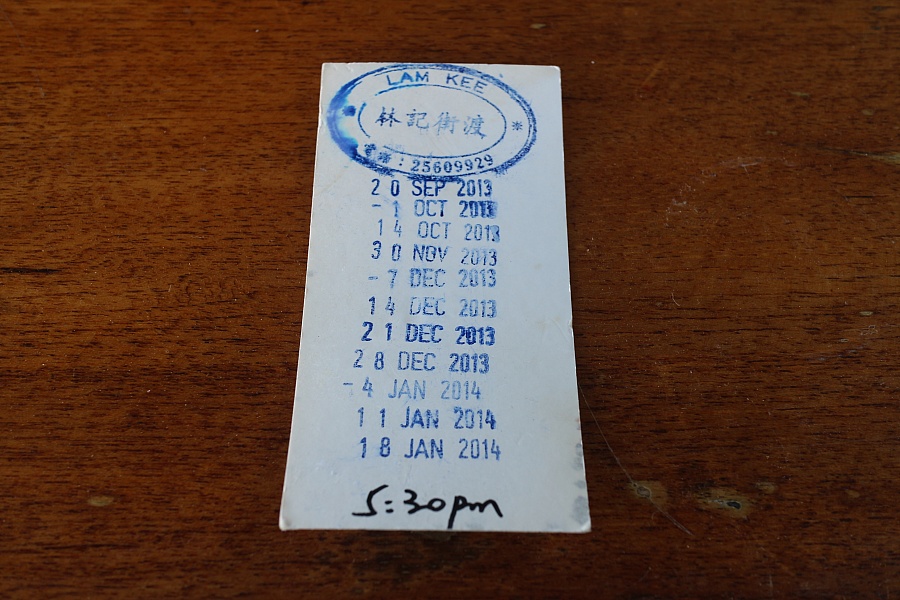 LAM KEE
林記街渡
電話：25609929
20 SEP 2013
-1 OCT 2013
14 OCT 2013
30 NOV 2013
-7 DEC 2013
14 DEC 2013
21 DEC 2013
28 DEC 2013
-4 JAN 2014
11 JAN 2014
18 JAN 2014
5:30pm